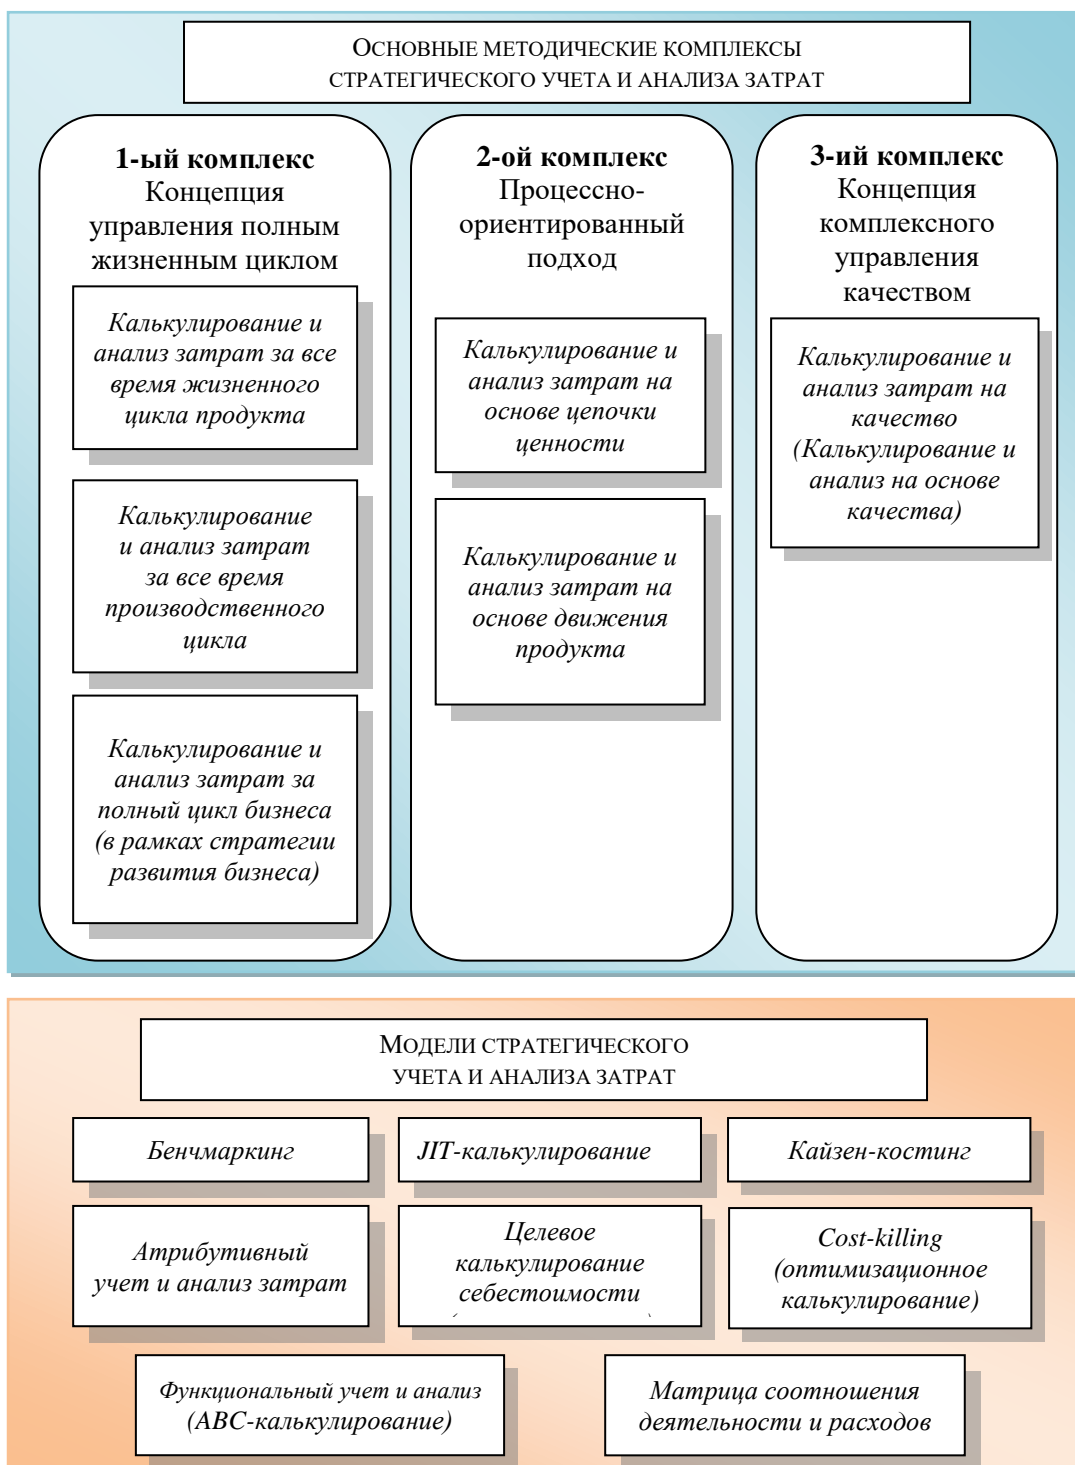 ОСНОВНЫЕ МЕТОДИЧЕСКИЕ КОМПЛЕКСЫ
СТРАТЕГИЧЕСКОГО УЧЕТА И АНАЛИЗА ЗАТРАТ
1-ый комплекс
Концепция
управления полным
жизненным циклом
Калькулирование и
анализ затрат за все
время жизненного
цикла продукта
Калькулирование
и анализ затрат
за все время
производственного
цикла
Калькулирование и
анализ затрат за
полный цикл бизнеса
(в рамках стратегии
развития бизнеса)
2-ой комплекс
Процессно-
ориентированный
подход
Калькулирование и
анализ затрат на
основе цепочки
ценности
Калькулирование и
анализ затрат на
основе движения
продукта
3-ий комплекс
Концепция
комплексного
управления
качеством
Калькулирование и
анализ затрат на
качество
(Калькулирование и
анализ на основе
качества)
МОДЕЛИ СТРАТЕГИЧЕСКОГО
УЧЕТА И АНАЛИЗА ЗАТРАТ
Бенчмаркинг
JIT-калькулирование
Кайзен-костинг
Атрибутивный
учет и анализ затрат
Целевое
калькулирование
себестоимости
Cost-killing
(оптимизационное
калькулирование)
Функциональный учет и анализ
(АВС-калькулирование)
Матрица соотношения
деятельности и расходов